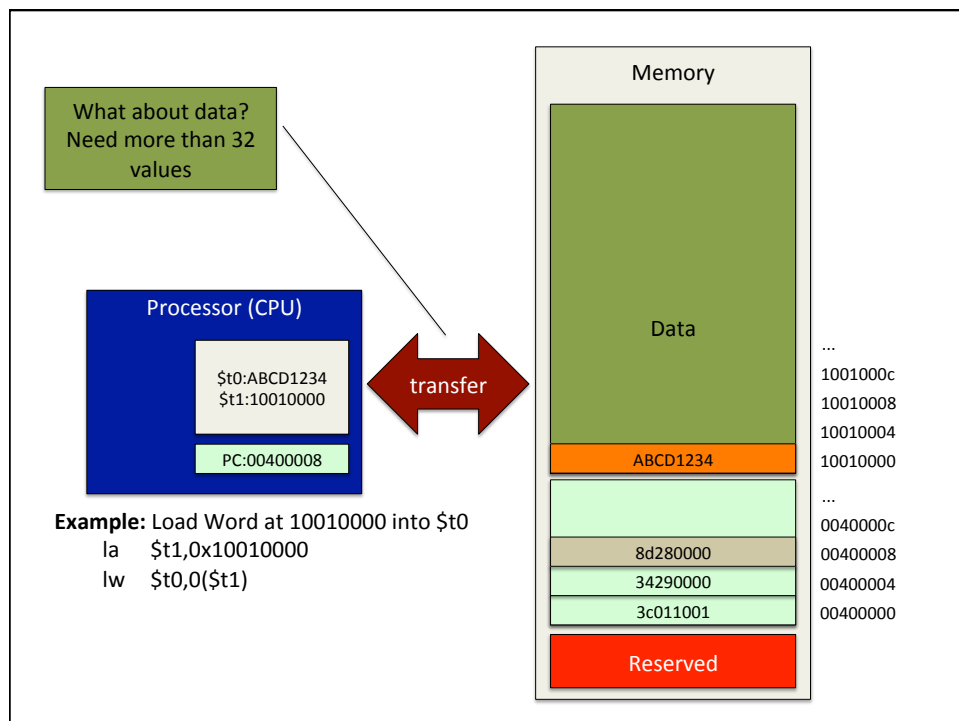 What about data?
Need more than 32
values
Processor (CPU)
$t0:ABCD1234
$t1:10010000
PC:00400008
transfer
Example: Load Word at 10010000 into $t0
la $t1,0x10010000
lw $t0,0($t1)
Memory
Data
...
1001000c
10010008
10010004
ABCD1234 10010000
...
0040000c
8d280000 00400008
34290000 00400004
3c011001 00400000
Reserved